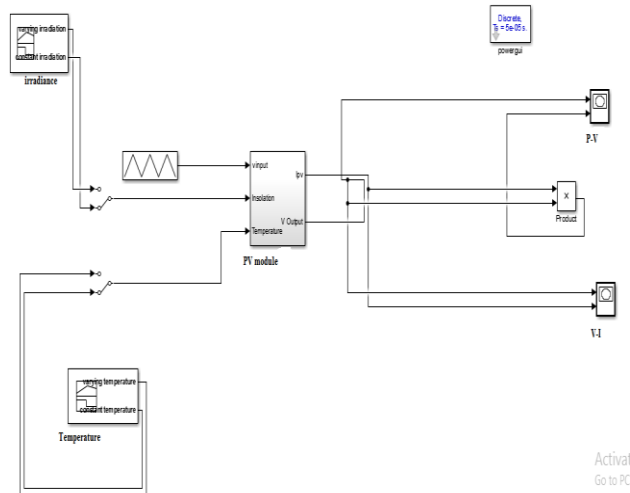 varying irradiation
constant irradiation
irradiance
Discrete,
Ts = 5e-05 s.
powergui
P-V
vinput
Ipv
Insolation
V Output
Temperature
PV module
x
Product
V-I
varying temperature
constant temperature
Temperature
Activat
Go to PC